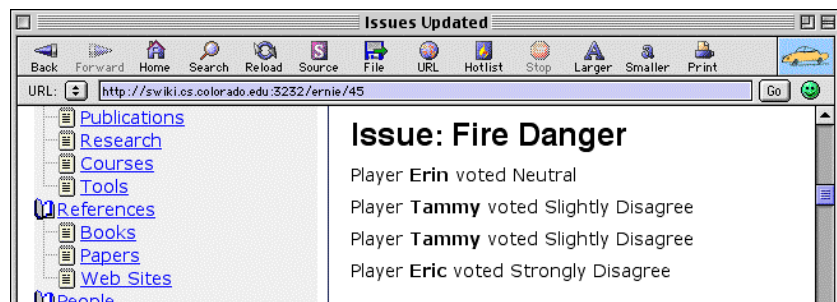 Issues Updated
Back Forward Home Search Reload Source File URL Hotlist Stop Larger Smaller Print
URL: http://swiki.cs.colorado.edu:3232/ernie/45 Go
Publications
Research
Courses
Tools
References
Books
Papers
Web Sites
People
Issue: Fire Danger
Player Erin voted Neutral
Player Tammy voted Slightly Disagree
Player Tammy voted Slightly Disagree
Player Eric voted Strongly Disagree